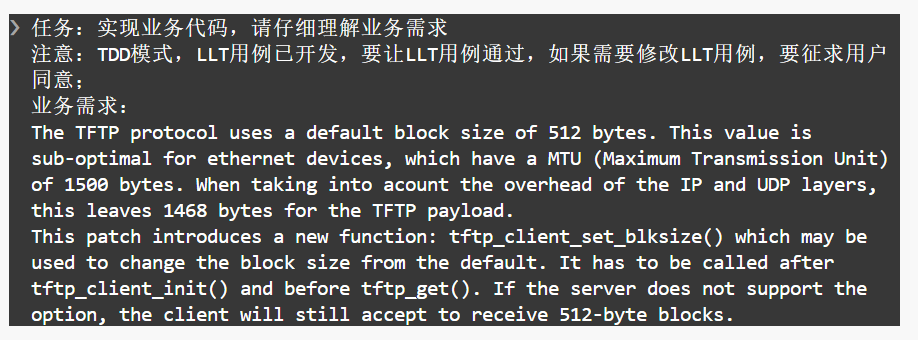 ❯ 任务：实现业务代码，请仔细理解业务需求
注意：TDD模式，LLT用例已开发，要让LLT用例通过，如果需要修改LLT用例，要征求用户
同意；
业务需求：
The TFTP protocol uses a default block size of 512 bytes. This value is
sub-optimal for ethernet devices, which have a MTU (Maximum Transmission Unit)
of 1500 bytes. When taking into acount the overhead of the IP and UDP layers,
this leaves 1468 bytes for the TFTP payload.
This patch introduces a new function: tftp_client_set_blksize() which may be
used to change the block size from the default. It has to be called after
tftp_client_init() and before tftp_get(). If the server does not support the
option, the client will still accept to receive 512-byte blocks.